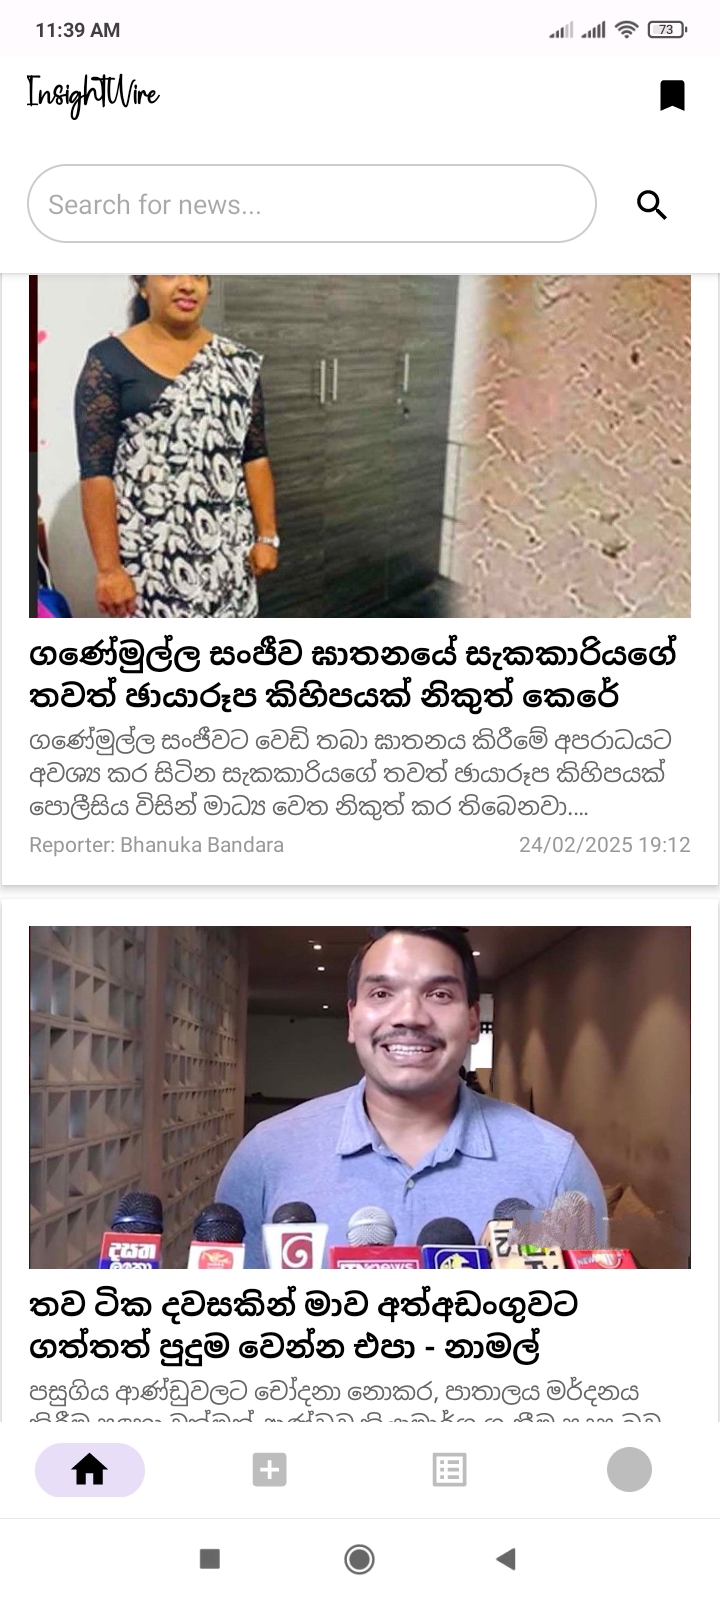 11:39 AM
73
InsightWire
Search for news...
ගණේමුල්ල සංජීව ඝාතනයේ සැකකාරියගේ
තවත් ඡායාරූප කිහිපයක් නිකුත් කෙරේ
ගණේමුල්ල සංජීවට වෙඩි තබා ඝාතනය කිරීමේ අපරාධයට
අවශ්‍ය කර සිටින සැකකාරියගේ තවත් ඡායාරූප කිහිපයක්
පොලීසිය විසින් මාධ්‍ය වෙත නිකුත් කර තිබෙනවා....
Reporter: Bhanuka Bandara
24/02/2025 19:12
තව ටික දවසකින් මාව අත්අඩංගුවට
ගත්තත් පුදුම වෙන්න එපා - නාමල්
පසුගිය ආණ්ඩුවලට චෝදනා නොකර, පාතාලය මර්දනය